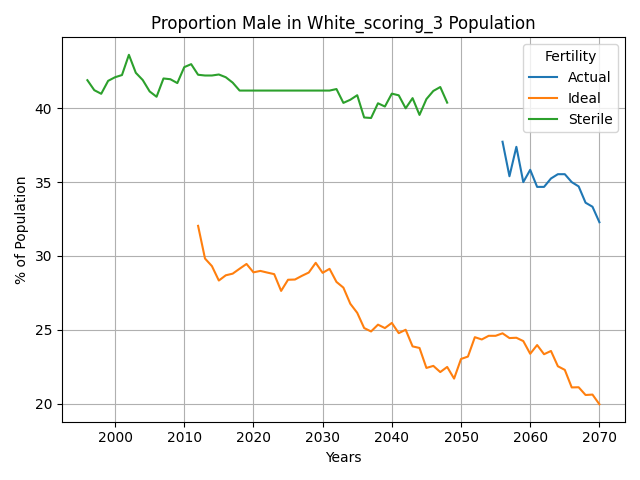 Proportion Male in White_scoring_3 Population
% of Population
40
35
30
25
20
Fertility
Actual
Ideal
Sterile
2000 2010 2020 2030 2040 2050 2060 2070
Years